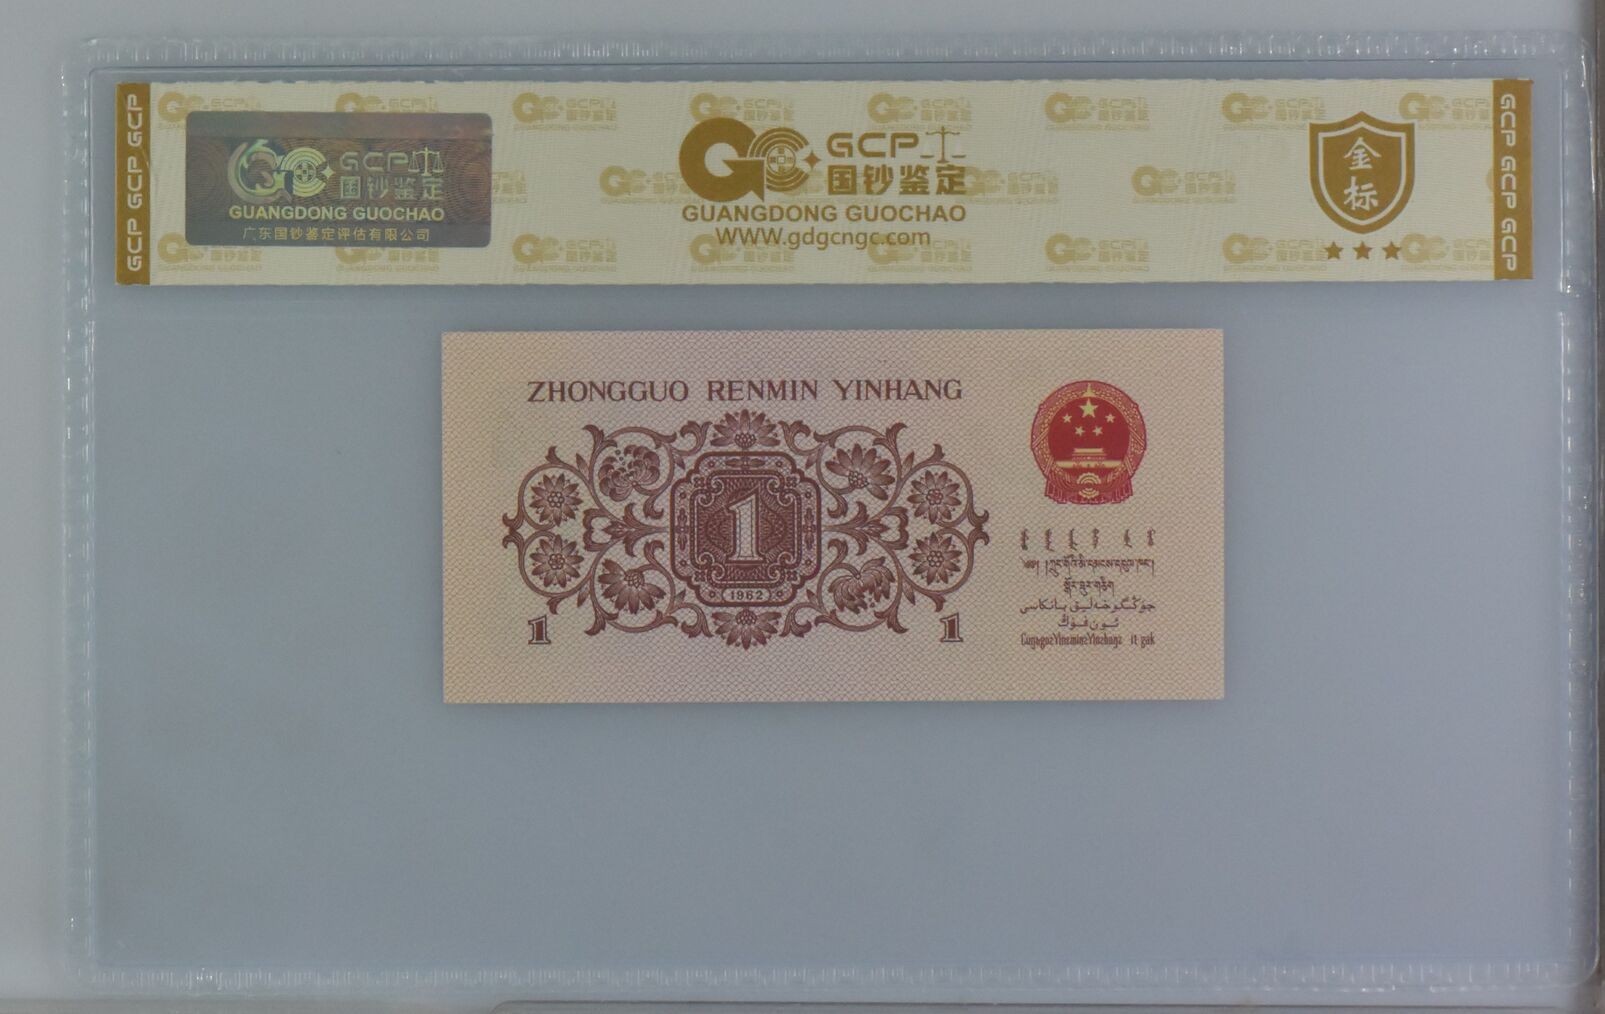 GCP GCP GCP
GCP
国钞鉴定
GUANGDONG GUOCHAO
广东国钞鉴定评估有限公司
GCP
国钞鉴定
GUANGDONG GUOCHAO
WWW.gdgcngc.com
金标
GCP GCP GCP
ZHONGGUO RENMIN YINHANG
1
1962
1
1